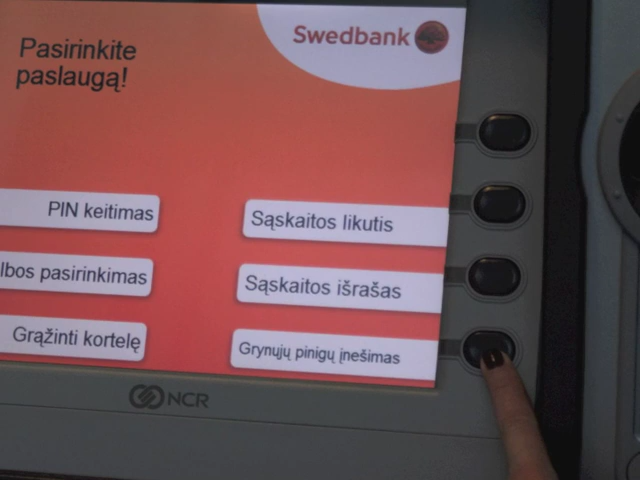 Swedbank
Pasirinkite
paslaugą!
PIN keitimas
Sąskaitos likutis
lbos pasirinkimas
Sąskaitos išrašas
Grąžinti kortelę
Grynųjų pinigų įnešimas
NCR